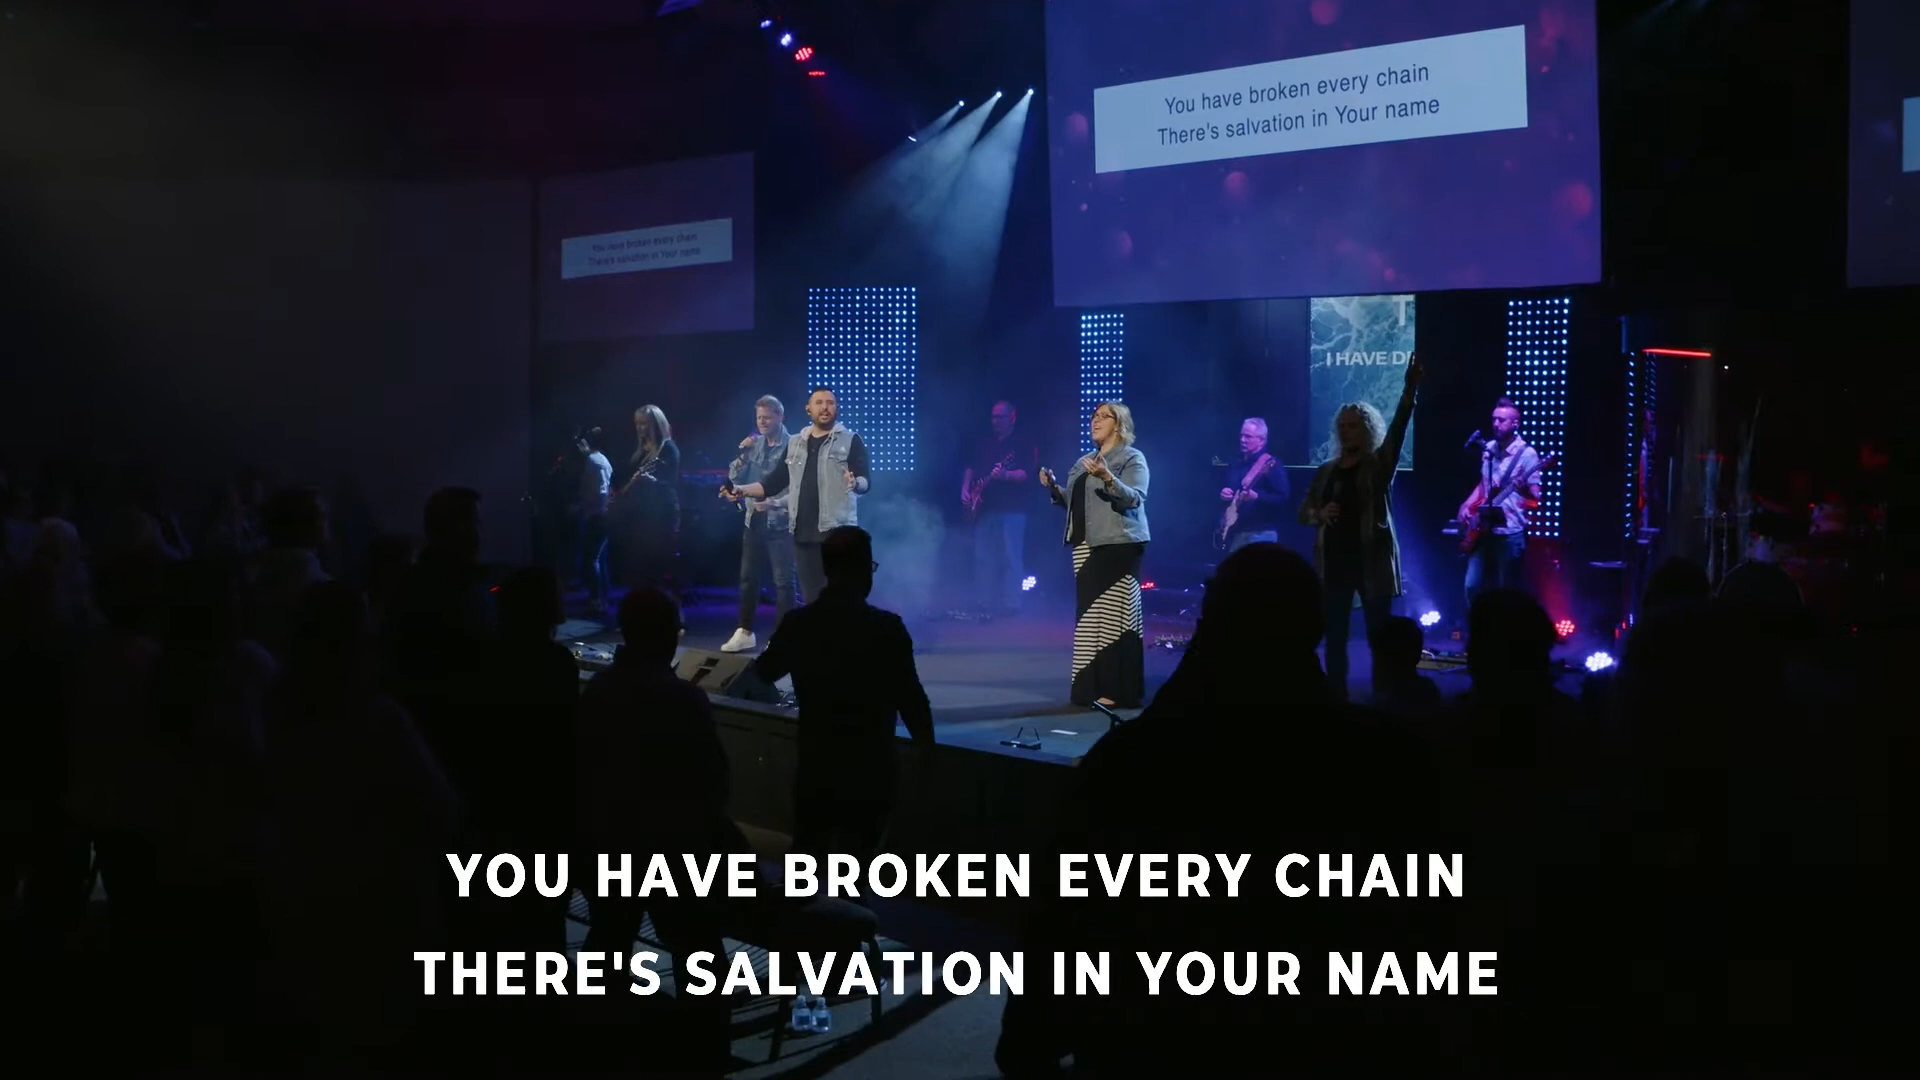 You have broken every chain
There's salvation in Your name
You have broken every chain
There's salvation in Your name
I HAVE
YOU HAVE BROKEN EVERY CHAIN
THERE'S SALVATION IN YOUR NAME